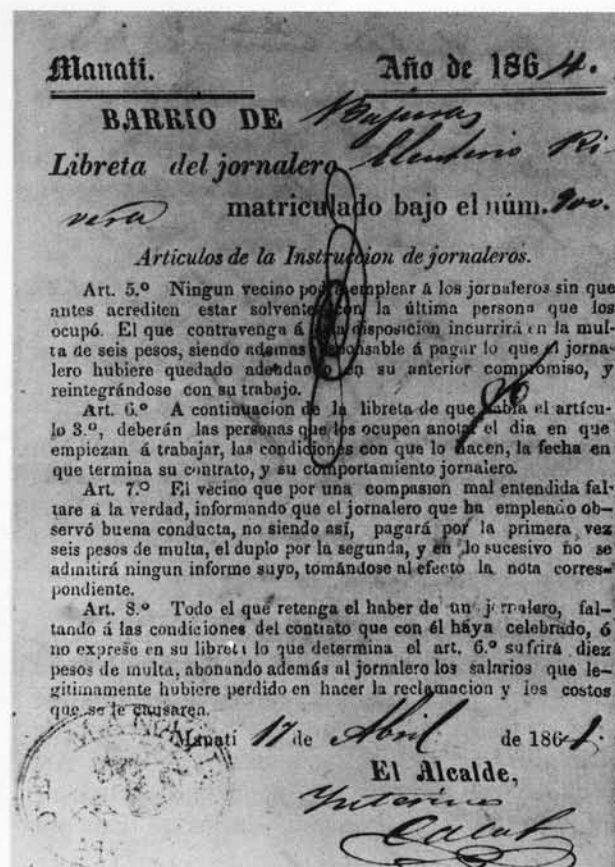 Manatí. Año de 1864.
BARRIO DE Bajuras
Libreta del jornalero Eleuterio Ri-
vera matriculado bajo el núm. 900.
Artículos de la Instruccion de jornaleros.
Art. 5.º Ningun vecino podrá emplear á los jornaleros sin que
antes acrediten estar solventes con la última persona que los
ocupó. El que contravenga á esta disposicion incurrirá en la mul-
ta de seis pesos, siendo ademas responsable á pagar lo que el jorna-
lero hubiere quedado adeudando en su anterior compromiso, y
reintegrándose con su trabajo.
Art. 6.º A continuacion de la libreta de que habla el artícu-
lo 3.º, deberán las personas que los ocupen anotar el dia en que
empiezan á trabajar, las condiciones con que lo hacen, la fecha en
que termina su contrato, y su comportamiento jornalero.
Art. 7.º El vecino que por una compasion mal entendida fal-
tare á la verdad, informando que el jornalero que ha empleado ob-
servó buena conducta, no siendo así, pagará por la primera vez
seis pesos de multa, el duplo por la segunda, y en lo sucesivo no se
admitirá ningun informe suyo, tomándose al efecto la nota corres-
pondiente.
Art. 8.º Todo el que retenga el haber de un jornalero, fal-
tando á las condiciones del contrato que con él haya celebrado, ó
no exprese en su libreta lo que determina el art. 6.º sufrirá diez
pesos de multa, abonando además al jornalero los salarios que le-
gitimamente hubiere perdido en hacer la reclamacion y los costos
que se le causaren.
Manatí 17 de Abril de 1864.
El Alcalde,
Interino